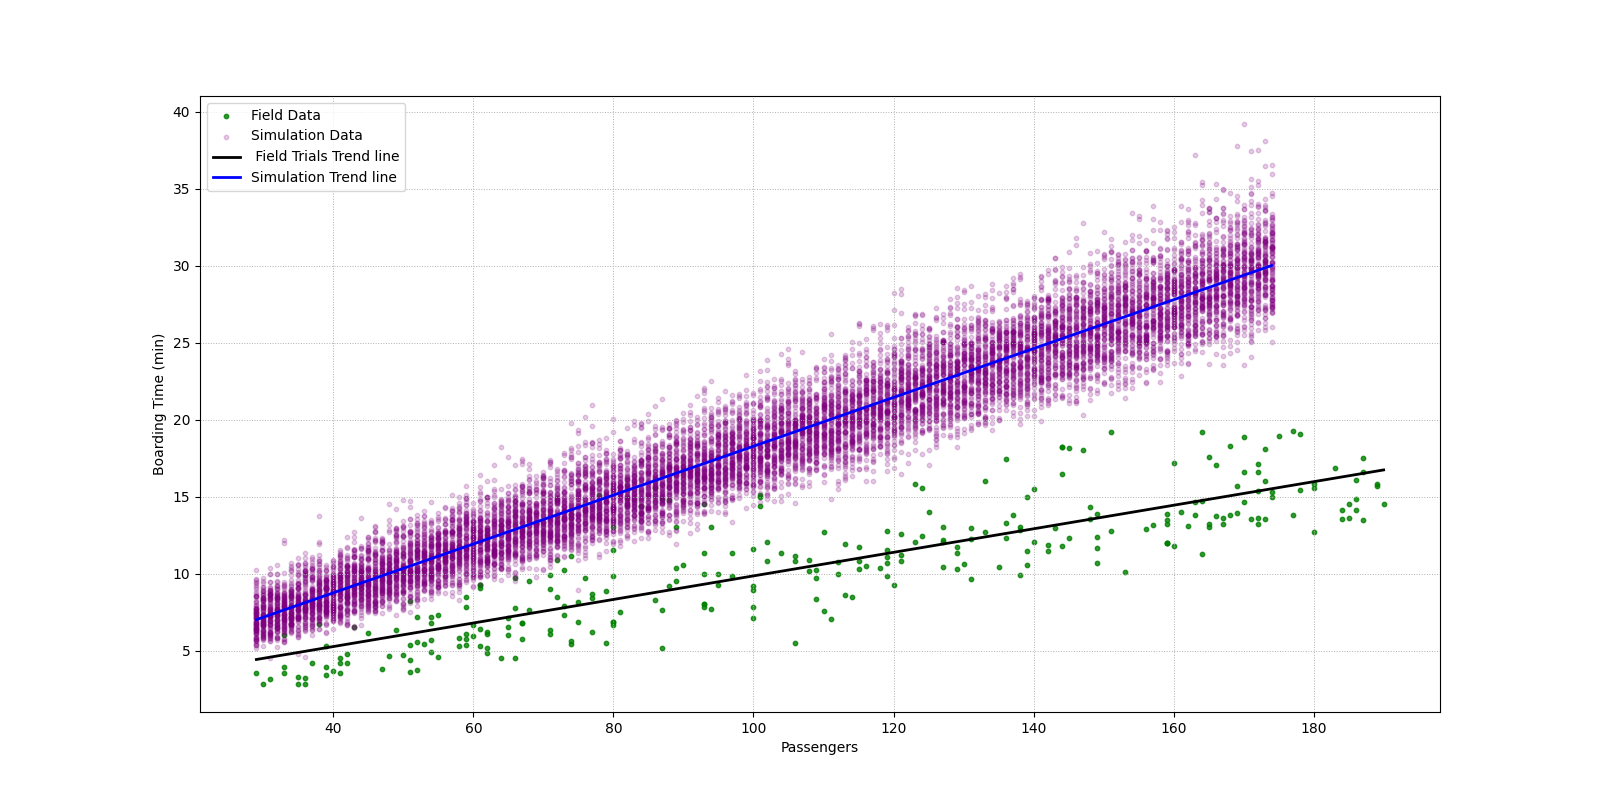 Field Data
Simulation Data
Field Trials Trend line
Simulation Trend line
40
35
30
25
20
15
10
5
Boarding Time (min)
40 60 80 100 120 140 160 180
Passengers